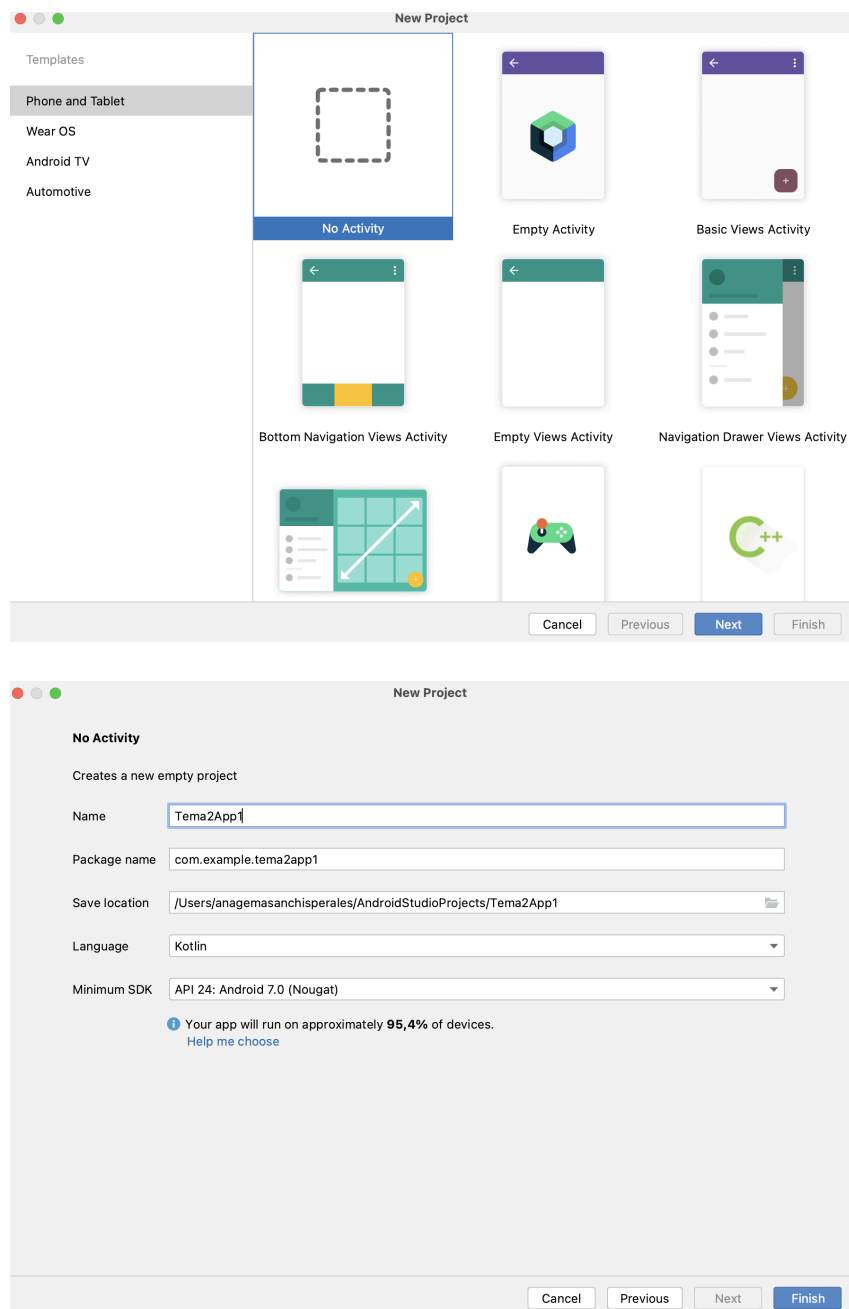 New Project
Templates
Phone and Tablet
Wear OS
Android TV
Automotive
No Activity
Empty Activity
Basic Views Activity
Bottom Navigation Views Activity
Empty Views Activity
Navigation Drawer Views Activity
C++
Cancel
Previous
Next
Finish
New Project
No Activity
Creates a new empty project
Name
Tema2App1
Package name
com.example.tema2app1
Save location
/Users/anagemasanchisperales/AndroidStudioProjects/Tema2App1
Language
Kotlin
Minimum SDK
API 24: Android 7.0 (Nougat)
Your app will run on approximately 95,4% of devices.
Help me choose
Cancel
Previous
Next
Finish